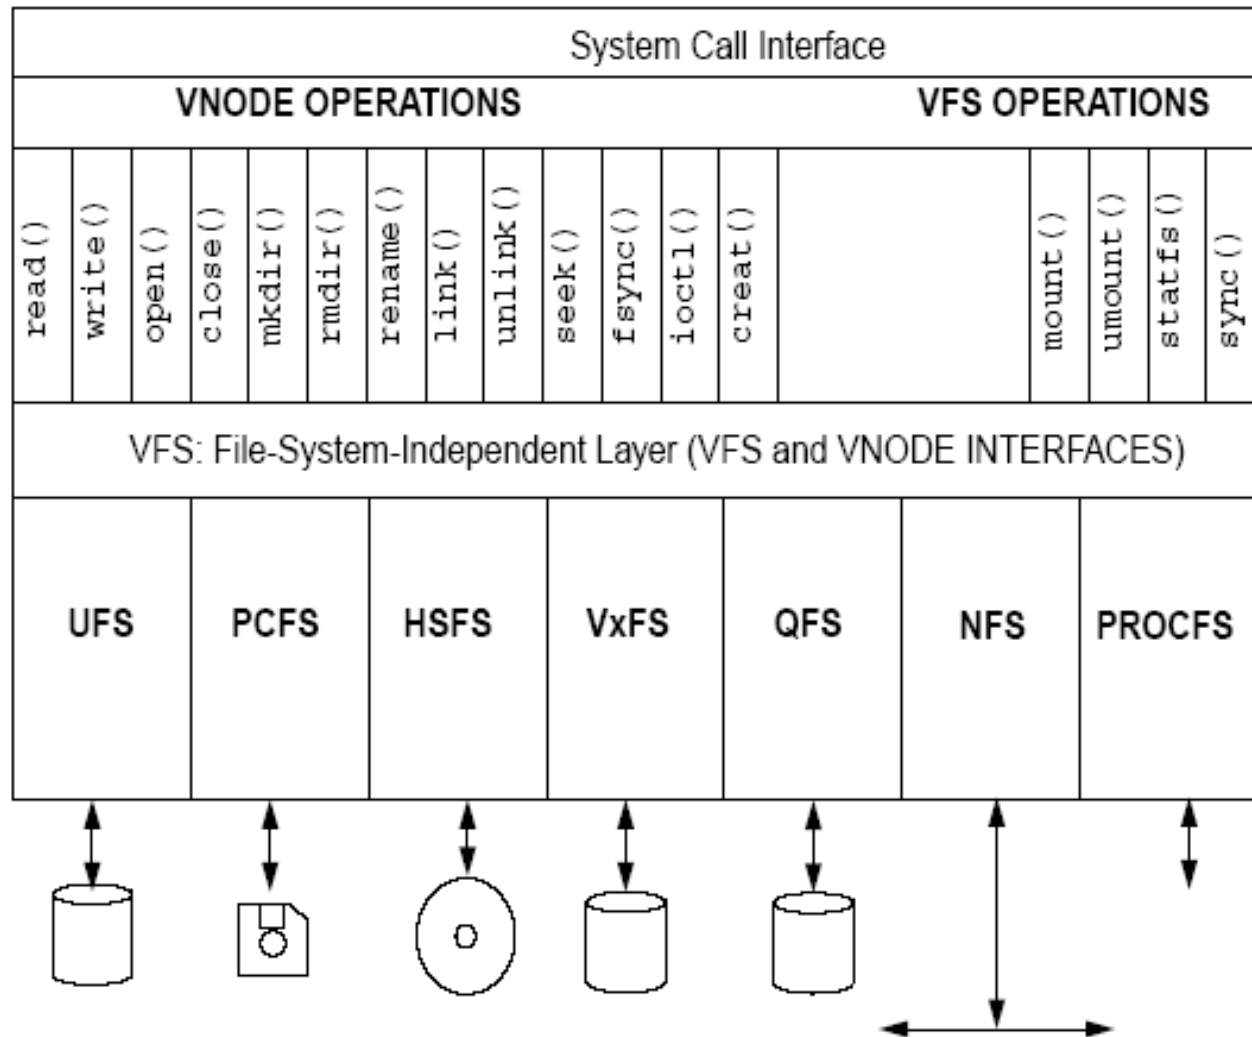 System Call Interface
VNODE OPERATIONS
VFS OPERATIONS
read()
write()
open()
close()
mkdir()
rmdir()
rename()
link()
unlink()
seek()
fsync()
ioctl()
creat()
mount()
umount()
statfs()
sync()
VFS: File-System-Independent Layer (VFS and VNODE INTERFACES)
UFS
PCFS
HSFS
VxFS
QFS
NFS
PROCFS